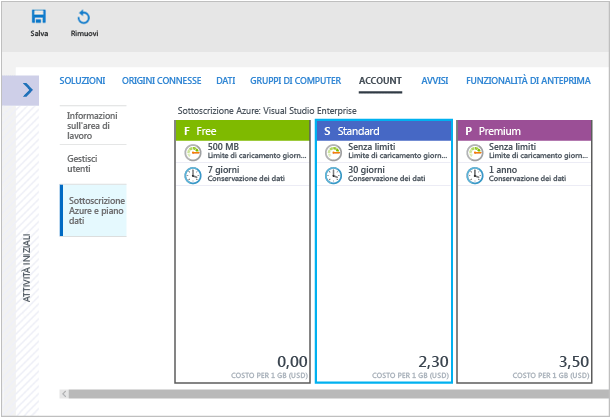 Salva
Rimuovi
SOLUZIONI ORIGINI CONNESSE DATI GRUPPI DI COMPUTER ACCOUNT AVVISI FUNZIONALITÀ DI ANTEPRIMA
ATTIVITÀ INIZIALI
Informazioni
sull'area di
lavoro
Gestisci
utenti
Sottoscrizione
Azure e piano
dati
Sottoscrizione Azure: Visual Studio Enterprise
F Free
500 MB
Limite di caricamento giorn...
7 giorni
Conservazione dei dati
0,00
COSTO PER 1 GB (USD)
S Standard
Senza limiti
Limite di caricamento giorn...
30 giorni
Conservazione dei dati
2,30
COSTO PER 1 GB (USD)
P Premium
Senza limiti
Limite di caricamento giorn...
1 anno
Conservazione dei dati
3,50
COSTO PER 1 GB (USD)